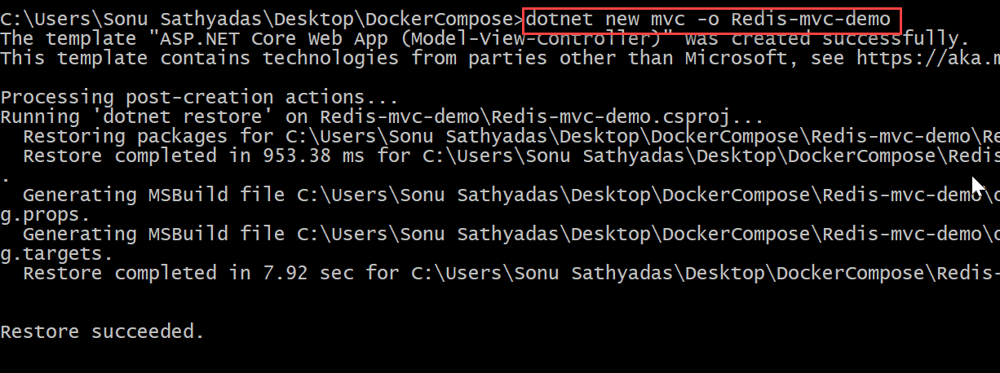 C:\Users\Sonu Sathyadas\Desktop\DockerCompose>dotnet new mvc -o Redis-mvc-demo
The template "ASP.NET Core Web App (Model-View-Controller)" was created successfully.
This template contains technologies from parties other than Microsoft, see https://aka.m
Processing post-creation actions...
Running 'dotnet restore' on Redis-mvc-demo\Redis-mvc-demo.csproj...
Restoring packages for C:\Users\Sonu Sathyadas\Desktop\DockerCompose\Redis-mvc-demo\Re
Restore completed in 953.38 ms for C:\Users\Sonu Sathyadas\Desktop\DockerCompose\Redis
.
Generating MSBuild file C:\Users\Sonu Sathyadas\Desktop\DockerCompose\Redis-mvc-demo\o
g.props.
Generating MSBuild file C:\Users\Sonu Sathyadas\Desktop\DockerCompose\Redis-mvc-demo\o
g.targets.
Restore completed in 7.92 sec for C:\Users\Sonu Sathyadas\Desktop\DockerCompose\Redis-
Restore succeeded.